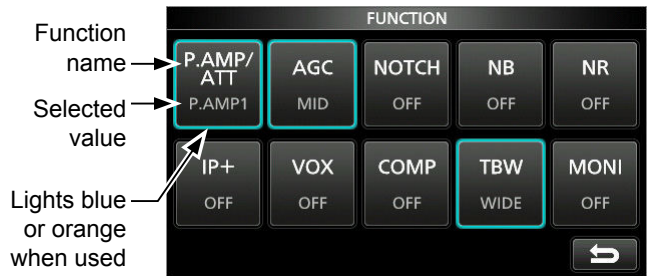 FUNCTION
Function
name
Selected
value
Lights blue
or orange
when used
P.AMP/
ATT
P.AMP1
AGC
MID
NOTCH
OFF
NB
OFF
NR
OFF
IP+
OFF
VOX
OFF
COMP
OFF
TBW
WIDE
MONI
OFF